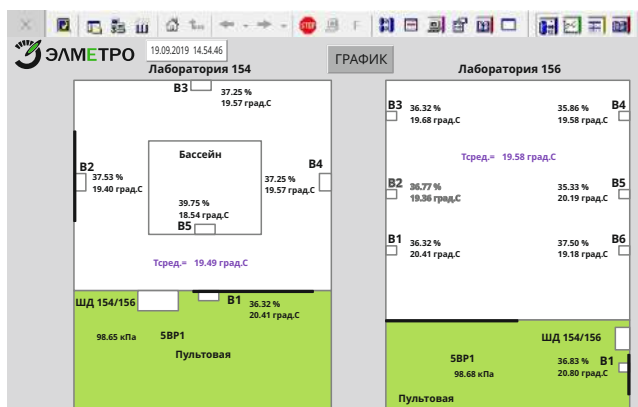 STOP
F
ЭЛМЕТРО
19.09.2019 14.54.46
ГРАФИК
Лаборатория 154
B3
37.25 %
19.57 град.С
B2
37.53 %
19.40 град.С
Бассейн
B4
37.25 %
19.57 град.С
39.75 %
18.54 град.С
B5
Тсред.= 19.49 град.С
ШД 154/156
B1
36.32 %
20.41 град.С
98.65 кПа
5ВР1
Пультовая
Лаборатория 156
B3
36.32 %
19.68 град.С
35.86 %
B4
19.58 град.С
Тсред.= 19.58 град.С
B2
36.77 %
19.36 град.С
35.33 %
B5
20.19 град.С
B1
36.32 %
20.41 град.С
37.50 %
B6
19.18 град.С
ШД 154/156
5ВР1
98.68 кПа
36.83 %
B1
20.80 град.С
Пультовая